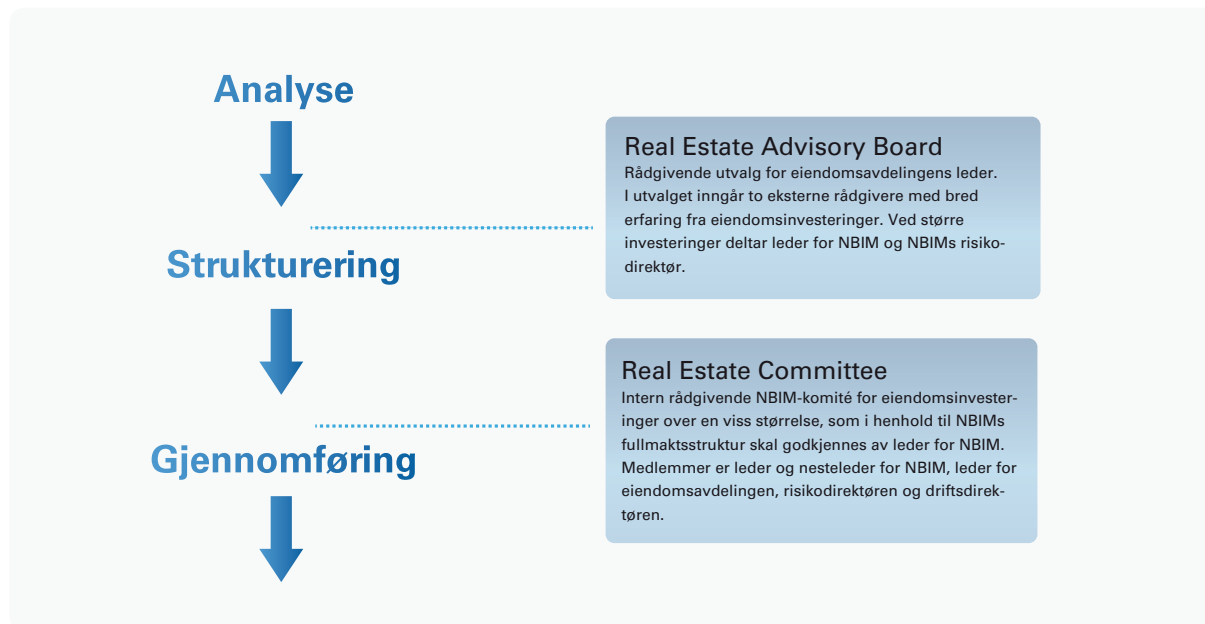 Analyse
Real Estate Advisory Board
Rådgivende utvalg for eiendomsavdelingens leder.
I utvalget inngår to eksterne rådgivere med bred
erfaring fra eiendomsinvesteringer. Ved større
investeringer deltar leder for NBIM og NBIMs risiko-
direktør.
Strukturering
Real Estate Committee
Intern rådgivende NBIM-komité for eiendomsinvester-
inger over en viss størrelse, som i henhold til NBIMs
fullmaktsstruktur skal godkjennes av leder for NBIM.
Medlemmer er leder og nesteleder for NBIM, leder for
eiendomsavdelingen, risikodirektøren og driftsdirek-
tøren.
Gjennomføring